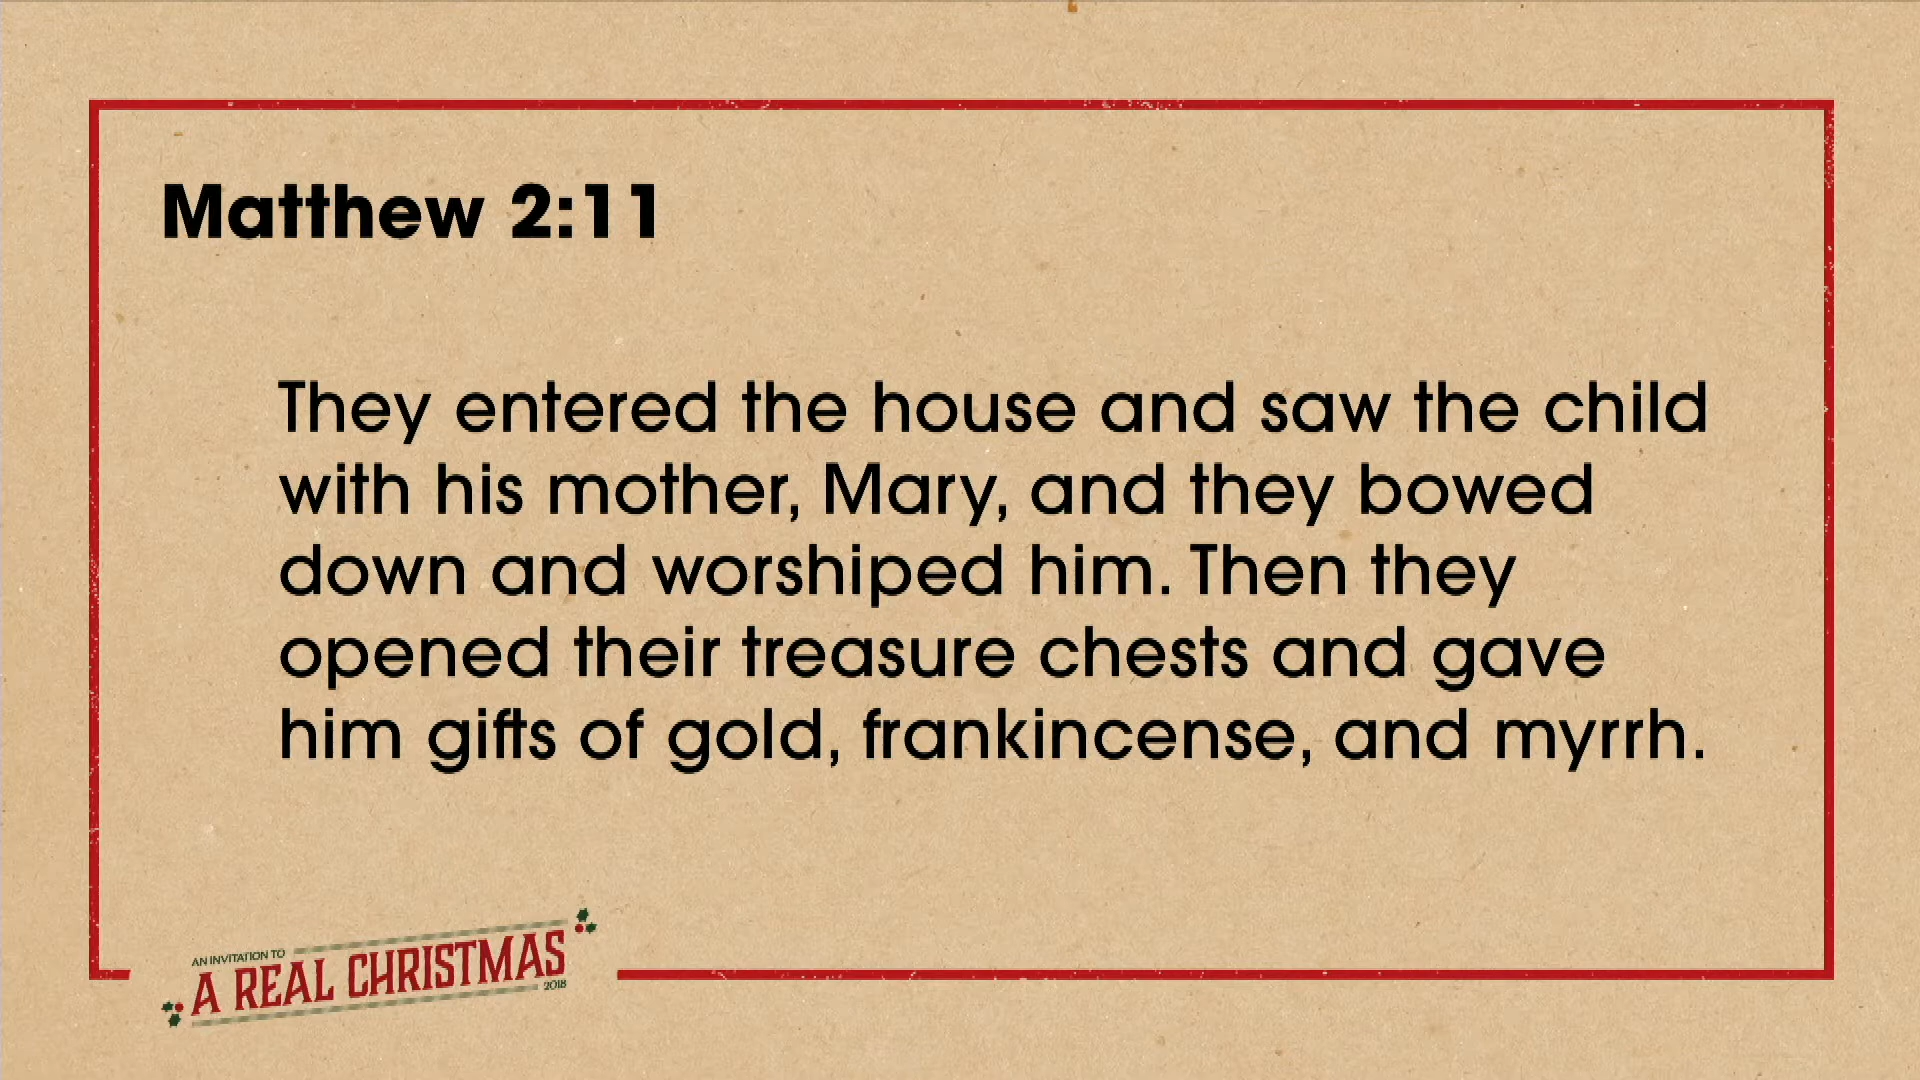 Matthew 2:11
They entered the house and saw the child
with his mother, Mary, and they bowed
down and worshiped him. Then they
opened their treasure chests and gave
him gifts of gold, frankincense, and myrrh.
AN INVITATION TO
A REAL CHRISTMAS
2018